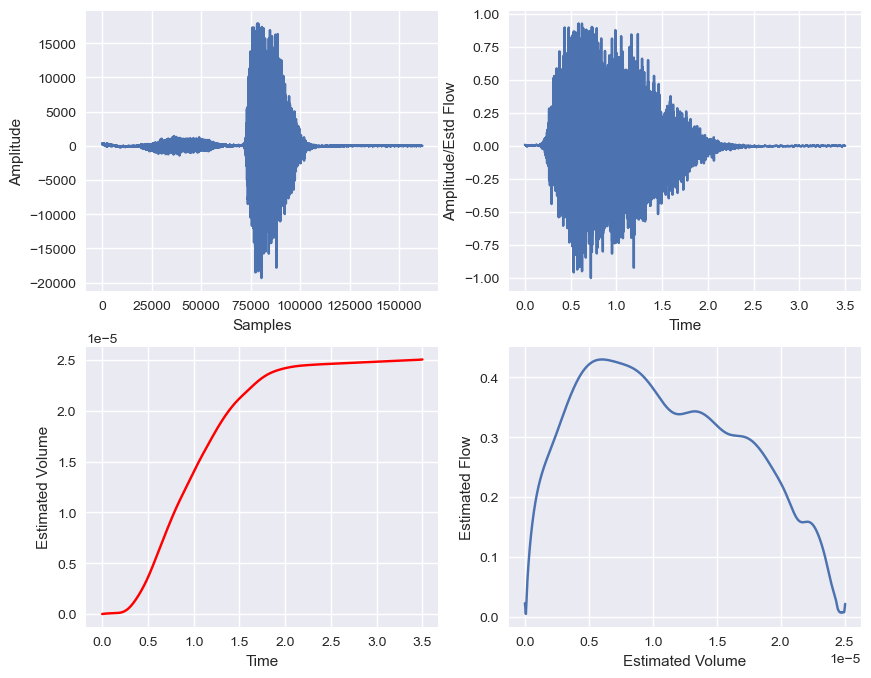 Amplitude
15000
10000
5000
0
−5000
−10000
−15000
−20000
0 25000 50000 75000 100000 125000 150000
Samples
Amplitude/Estd Flow
1.00
0.75
0.50
0.25
0.00
−0.25
−0.50
−0.75
−1.00
0.0 0.5 1.0 1.5 2.0 2.5 3.0 3.5
Time
1e−5
Estimated Volume
2.5
2.0
1.5
1.0
0.5
0.0
0.0 0.5 1.0 1.5 2.0 2.5 3.0 3.5
Time
Estimated Flow
0.4
0.3
0.2
0.1
0.0
0.0 0.5 1.0 1.5 2.0 2.5
1e−5
Estimated Volume